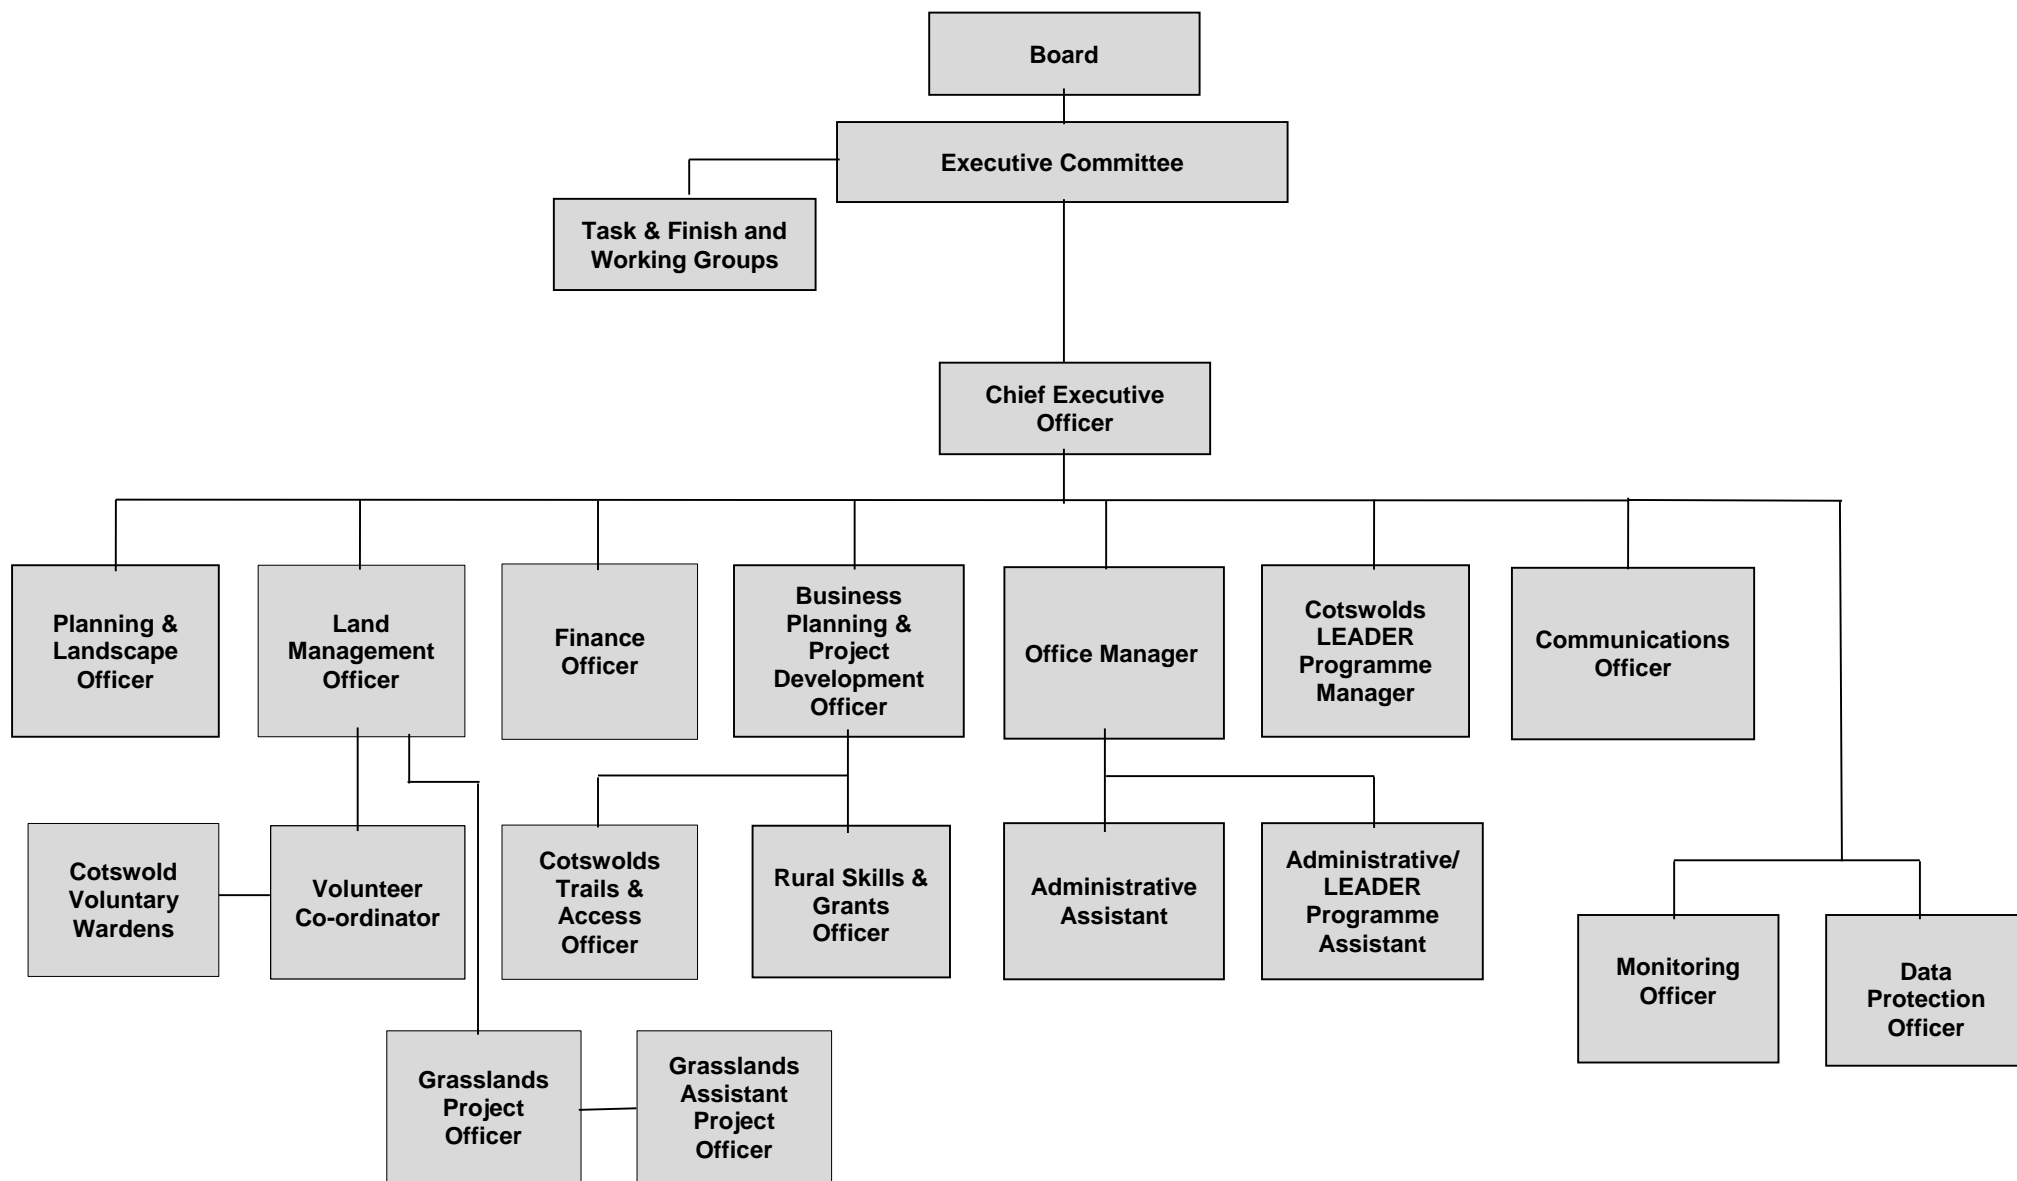 Board
Executive Committee
Task & Finish and
Working Groups
Chief Executive
Officer
Planning &
Landscape
Officer
Land
Management
Officer
Finance
Officer
Business
Planning &
Project
Development
Officer
Office Manager
Cotswolds
LEADER
Programme
Manager
Communications
Officer
Cotswold
Voluntary
Wardens
Volunteer
Co-ordinator
Cotswolds
Trails &
Access
Officer
Rural Skills &
Grants
Officer
Administrative
Assistant
Administrative/
LEADER
Programme
Assistant
Monitoring
Officer
Data
Protection
Officer
Grasslands
Project
Officer
Grasslands
Assistant
Project
Officer